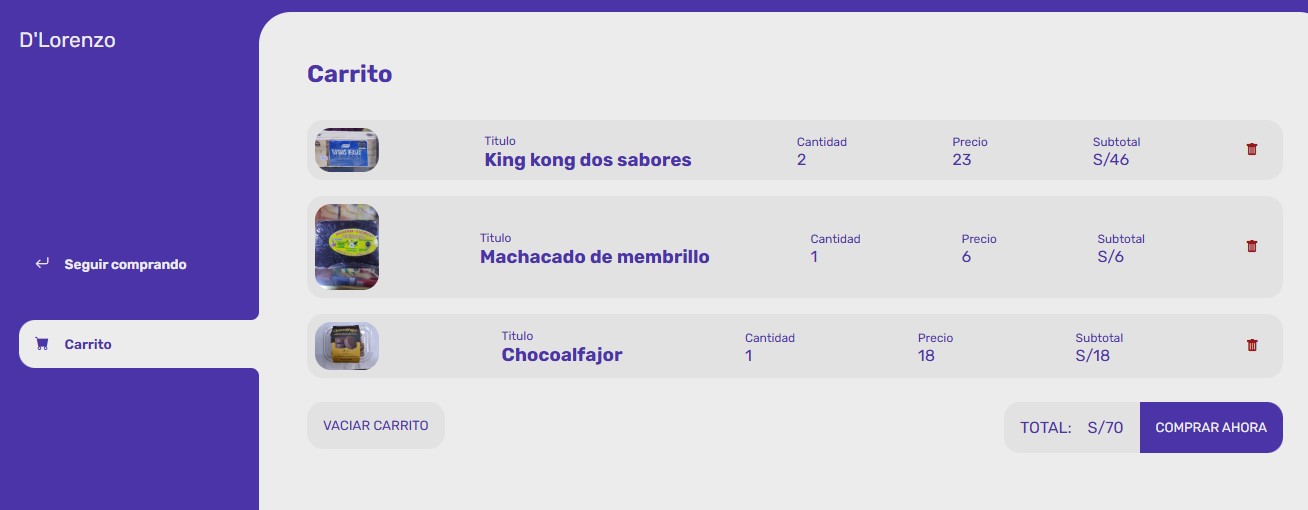 D'Lorenzo
Seguir comprando
Carrito
Carrito
Titulo
King kong dos sabores
Cantidad
2
Precio
23
Subtotal
S/46
Titulo
Machacado de membrillo
Cantidad
1
Precio
6
Subtotal
S/6
Titulo
Chocoalfajor
Cantidad
1
Precio
18
Subtotal
S/18
VACIAR CARRITO
TOTAL: S/70
COMPRAR AHORA